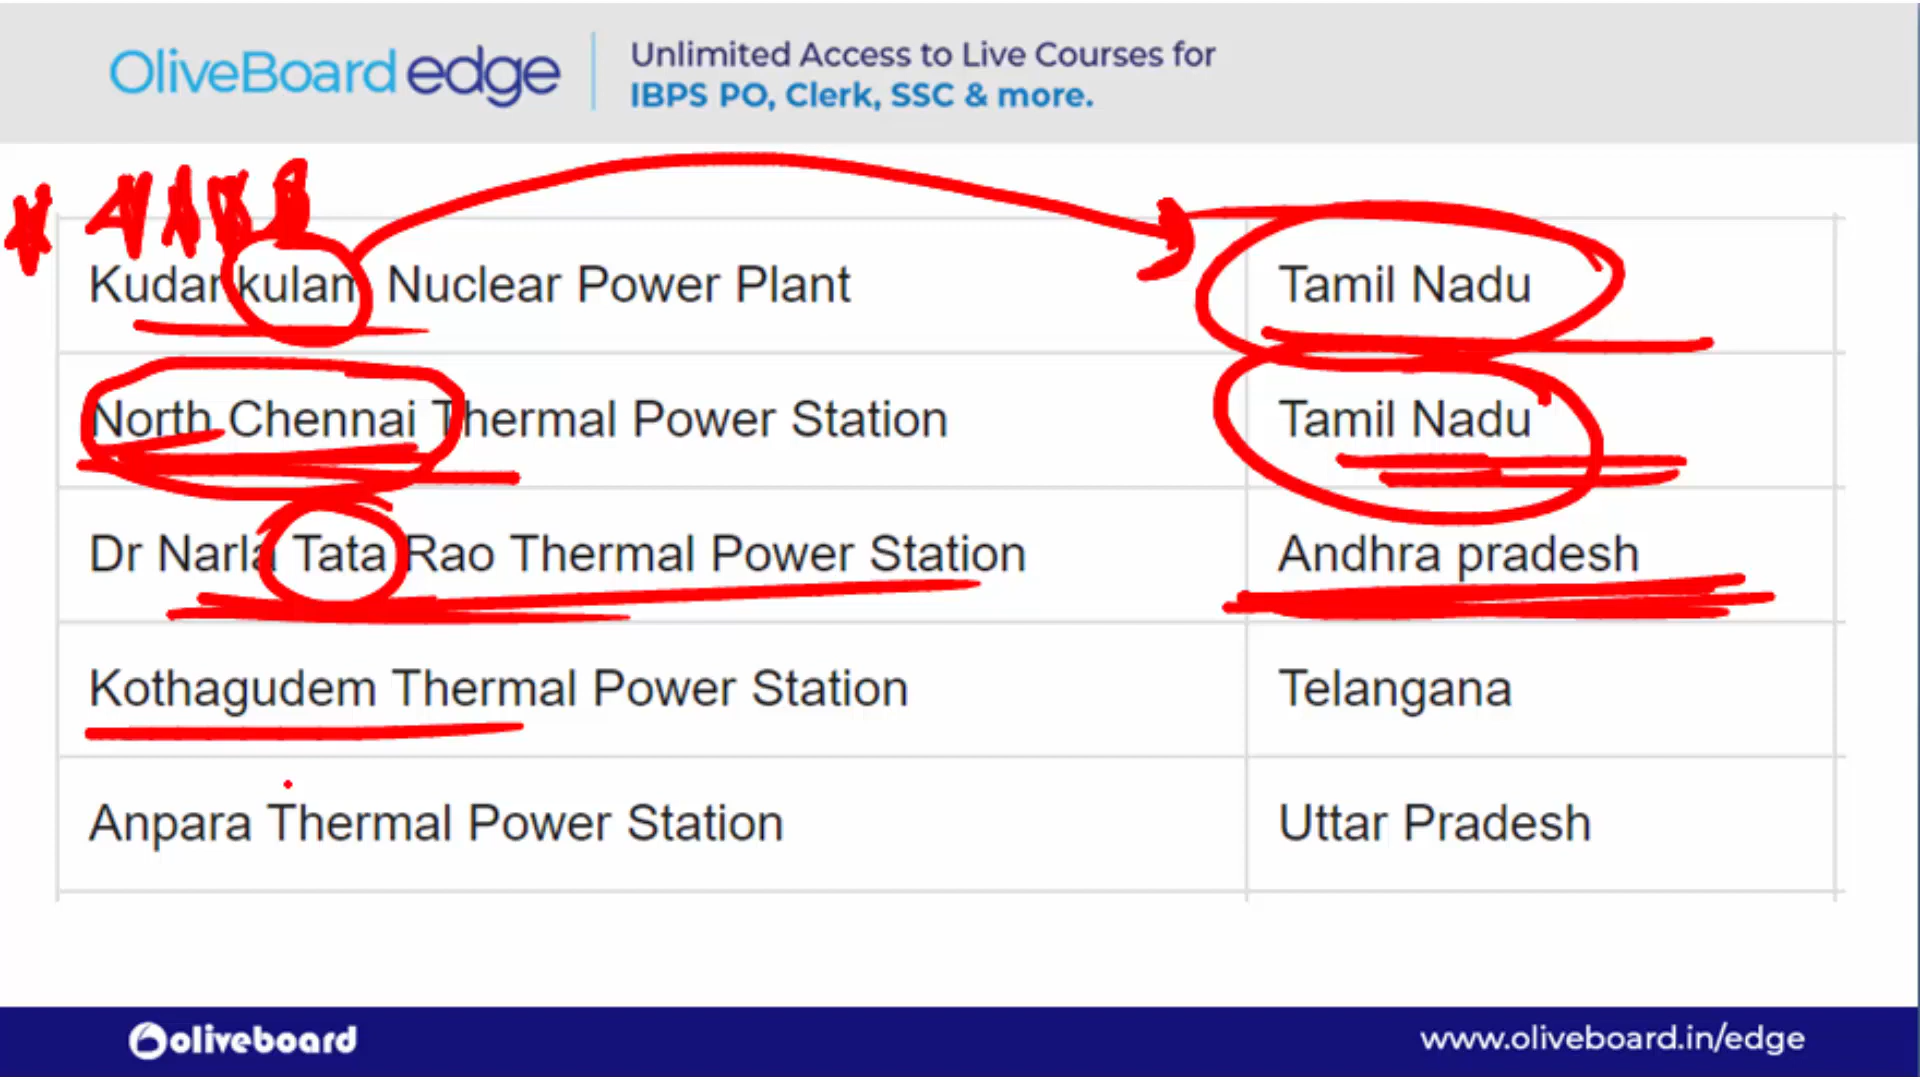 OliveBoard edge
Unlimited Access to Live Courses for
IBPS PO, Clerk, SSC & more.
Kudankulam Nuclear Power Plant Tamil Nadu
North Chennai Thermal Power Station Tamil Nadu
Dr Narla Tata Rao Thermal Power Station Andhra pradesh
Kothagudem Thermal Power Station Telangana
Anpara Thermal Power Station Uttar Pradesh
oliveboard www.oliveboard.in/edge